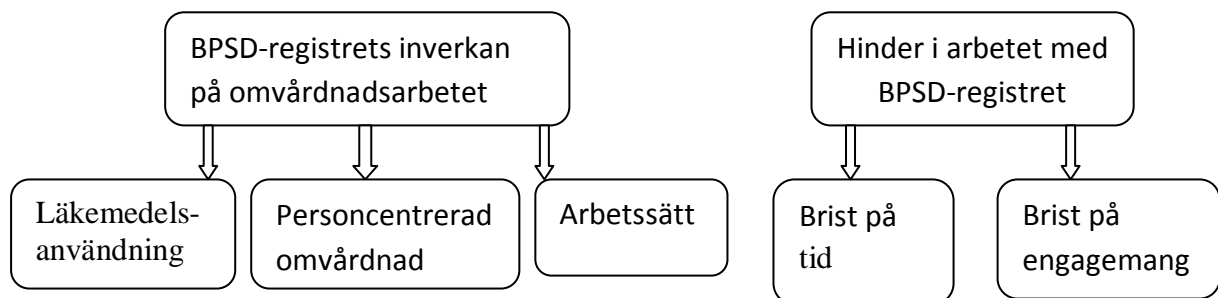 BPSD-registrets inverkan
på omvårdnadsarbetet
Läkemedels-
användning
Personcentrerad
omvårdnad
Arbetssätt
Hinder i arbetet med
BPSD-registret
Brist på
tid
Brist på
engagemang